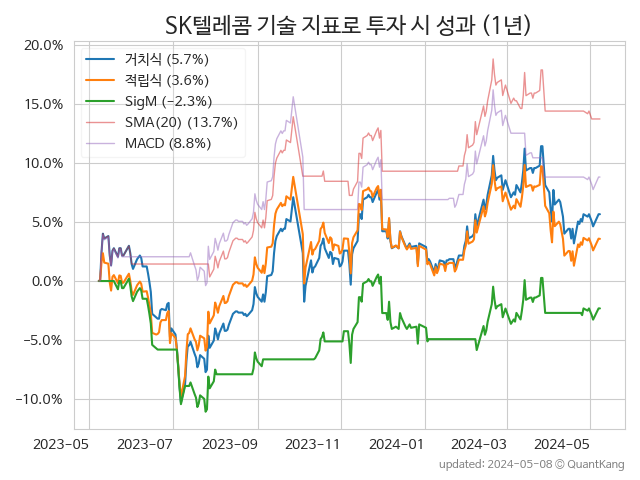 SK텔레콤 기술 지표로 투자 시 성과 (1년)
20.0%
15.0%
10.0%
5.0%
0.0%
−5.0%
−10.0%
거치식 (5.7%)
적립식 (3.6%)
SigM (−2.3%)
SMA(20) (13.7%)
MACD (8.8%)
2023-05 2023-07 2023-09 2023-11 2024-01 2024-03 2024-05
updated: 2024-05-08 © QuantKang